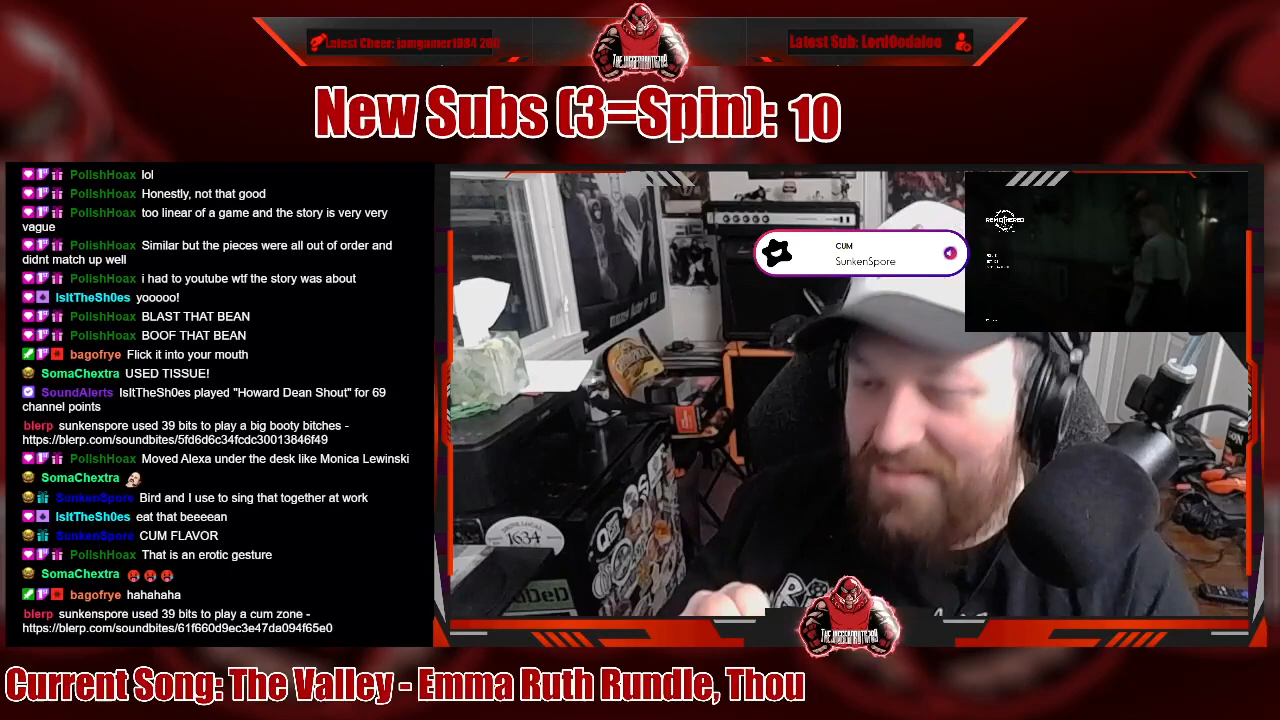 Latest Cheer: jamgamer1984 200
Latest Sub: LordOodaloo
THEJUGGERNAUTEJ09
New Subs (3=Spin): 10
PolishHoax lol
PolishHoax Honestly, not that good
PolishHoax too linear of a game and the story is very very
vague
PolishHoax Similar but the pieces were all out of order and
didnt match up well
PolishHoax i had to youtube wtf the story was about
IsItTheSh0es yooooo!
PolishHoax BLAST THAT BEAN
PolishHoax BOOF THAT BEAN
bagofrye Flick it into your mouth
SomaChextra USED TISSUE!
SoundAlerts IsItTheSh0es played "Howard Dean Shout" for 69
channel points
blerp sunkenspore used 39 bits to play a big booty bitches -
https://blerp.com/soundbites/5fd6d6c34fcdc30013846f49
PolishHoax Moved Alexa under the desk like Monica Lewinski
SomaChextra
SunkenSpore Bird and I use to sing that together at work
IsItTheSh0es eat that beeeean
SunkenSpore CUM FLAVOR
PolishHoax That is an erotic gesture
SomaChextra
bagofrye hahahaha
blerp sunkenspore used 39 bits to play a cum zone -
https://blerp.com/soundbites/61f660d9ec3e47da094f65e0
CUM
SunkenSpore
REMOTHERED
1634
Current Song: The Valley - Emma Ruth Rundle, Thou